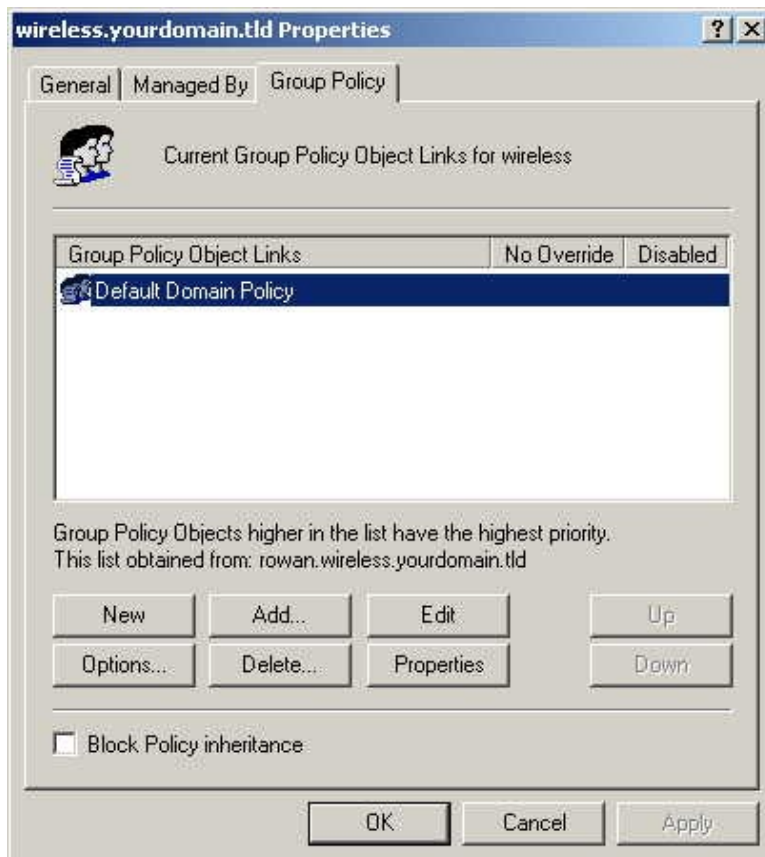 wireless.yourdomain.tld Properties
General Managed By Group Policy
Current Group Policy Object Links for wireless
Group Policy Object Links No Override Disabled
Default Domain Policy
Group Policy Objects higher in the list have the highest priority.
This list obtained from: rowan.wireless.yourdomain.tld
New Add... Edit Up
Options... Delete... Properties Down
Block Policy inheritance
OK Cancel Apply